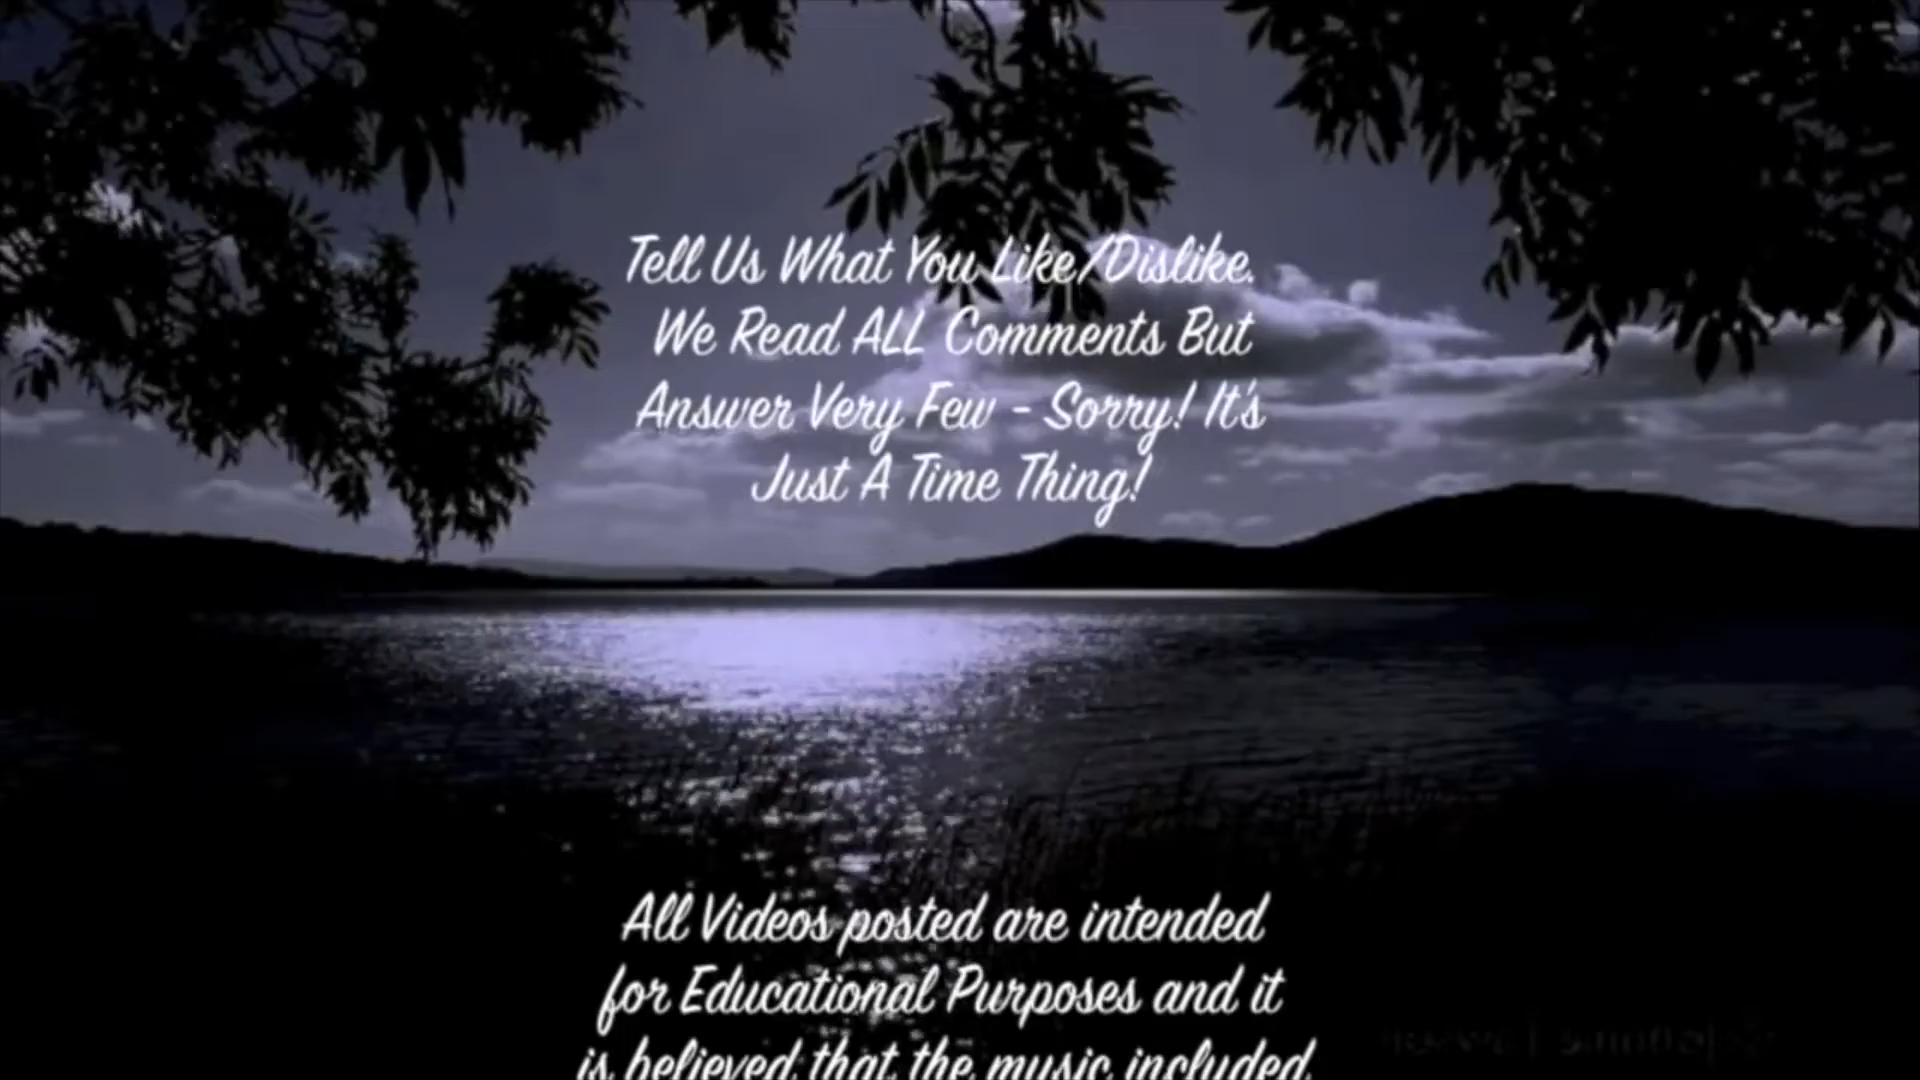 Tell Us What You Like/Dislike.
We Read ALL Comments But
Answer Very Few - Sorry! It's
Just A Time Thing!
All Videos posted are intended
for Educational Purposes and it
is believed that the music included